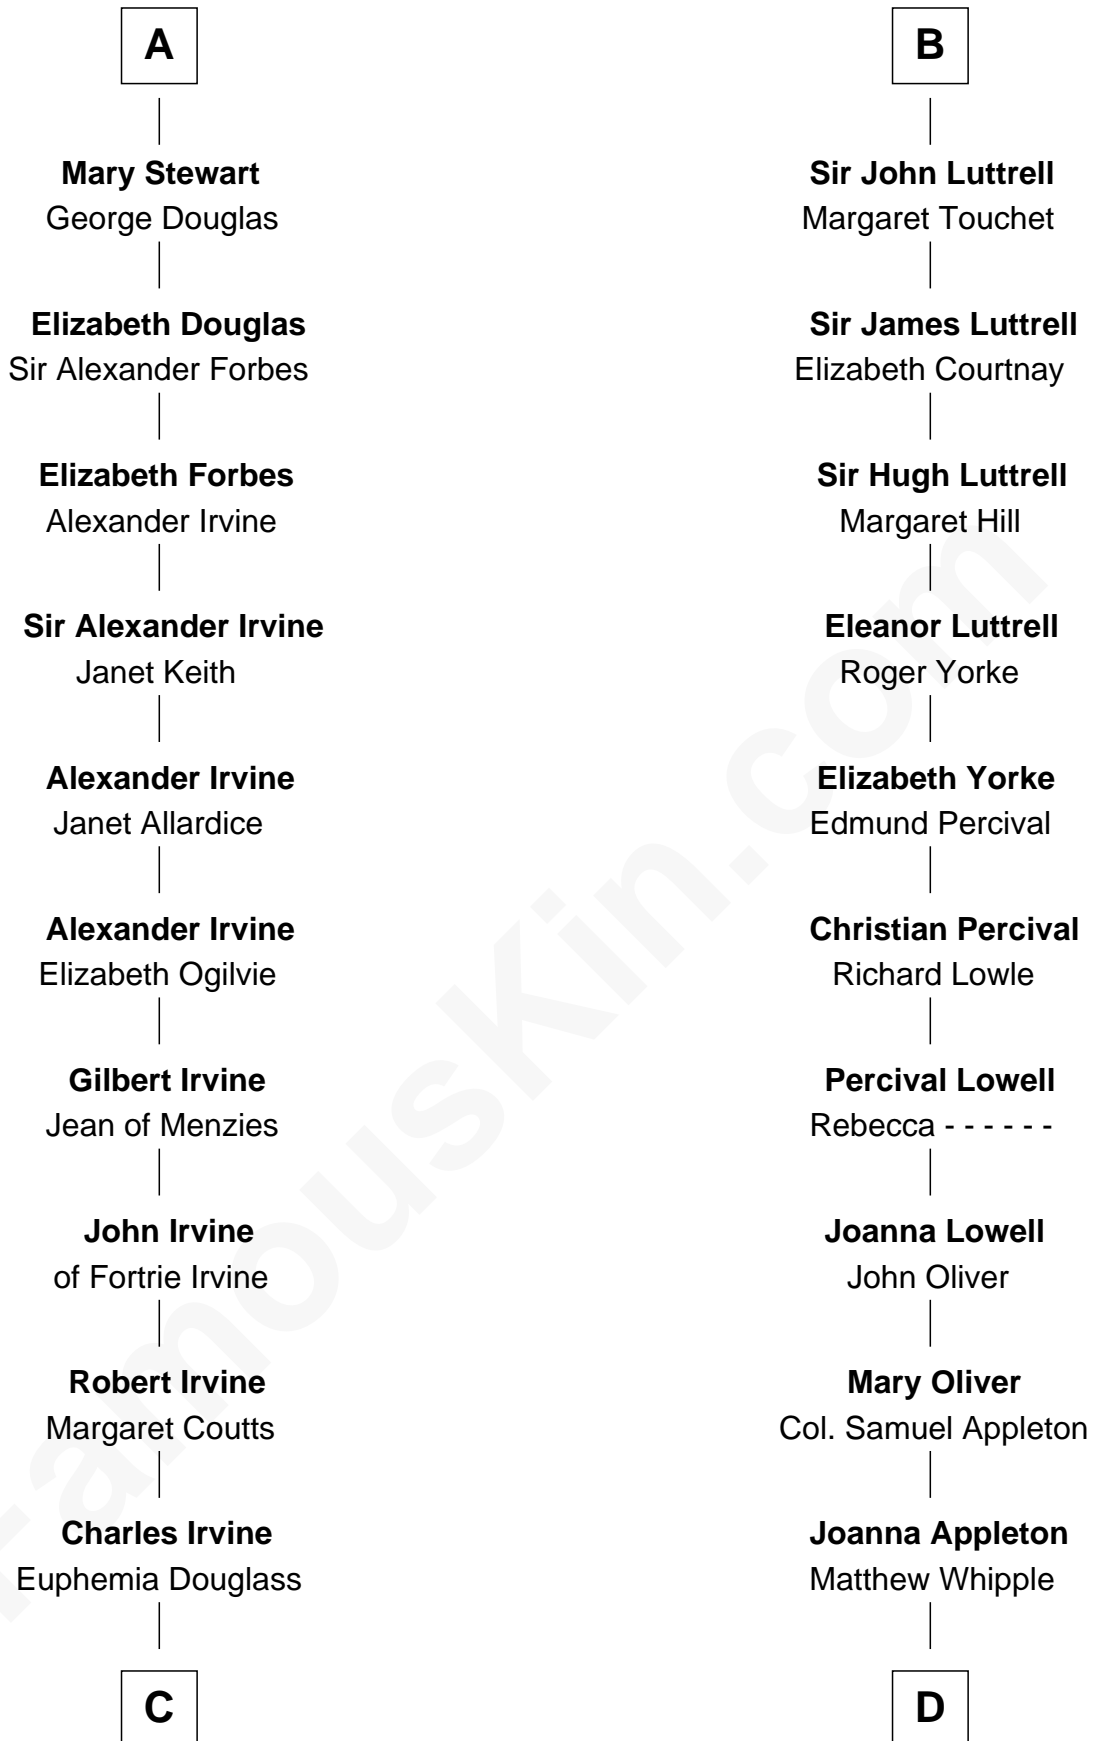 A
Mary Stewart
George Douglas
Elizabeth Douglas
Sir Alexander Forbes
Elizabeth Forbes
Alexander Irvine
Sir Alexander Irvine
Janet Keith
Alexander Irvine
Janet Allardice
Alexander Irvine
Elizabeth Ogilvie
Gilbert Irvine
Jean of Menzies
John Irvine
of Fortrie Irvine
Robert Irvine
Margaret Coutts
Charles Irvine
Euphemia Douglass
C
B
Sir John Luttrell
Margaret Touchet
Sir James Luttrell
Elizabeth Courtnay
Sir Hugh Luttrell
Margaret Hill
Eleanor Luttrell
Roger Yorke
Elizabeth Yorke
Edmund Percival
Christian Percival
Richard Lowle
Percival Lowell
Rebecca - - - - - -
Joanna Lowell
John Oliver
Mary Oliver
Col. Samuel Appleton
Joanna Appleton
Matthew Whipple
D
FamousKin.com